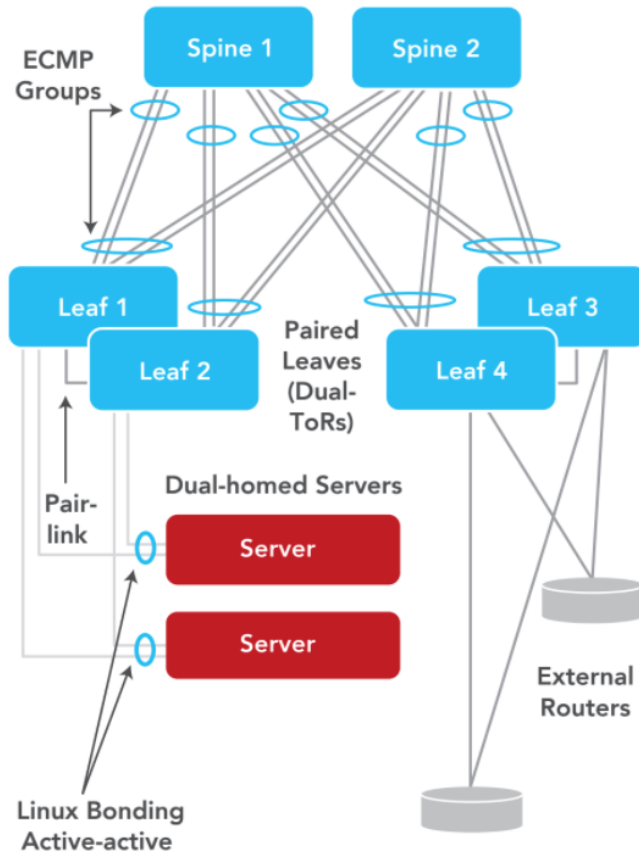 Spine 1
Spine 2
ECMP
Groups
Leaf 1
Leaf 3
Leaf 2
Leaf 4
Paired
Leaves
(Dual-
ToRs)
Pair-
link
Dual-homed Servers
Server
Server
External
Routers
Linux Bonding
Active-active